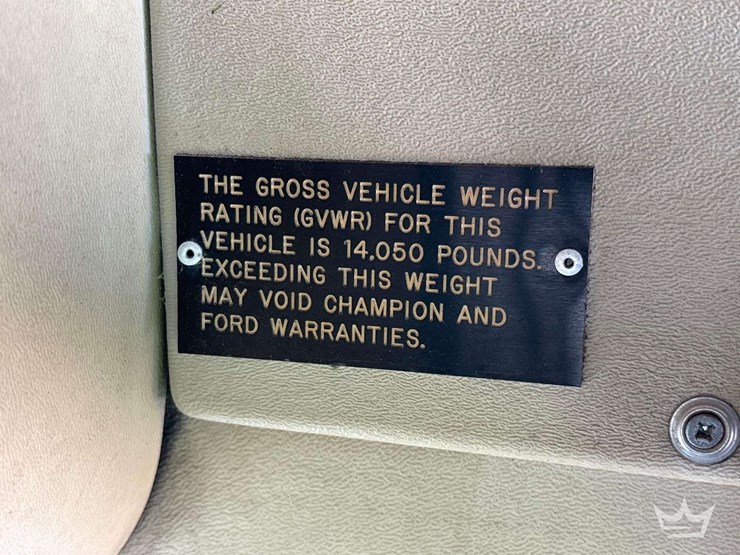 THE GROSS VEHICLE WEIGHT
RATING (GVWR) FOR THIS
VEHICLE IS 14,050 POUNDS.
EXCEEDING THIS WEIGHT
MAY VOID CHAMPION AND
FORD WARRANTIES.